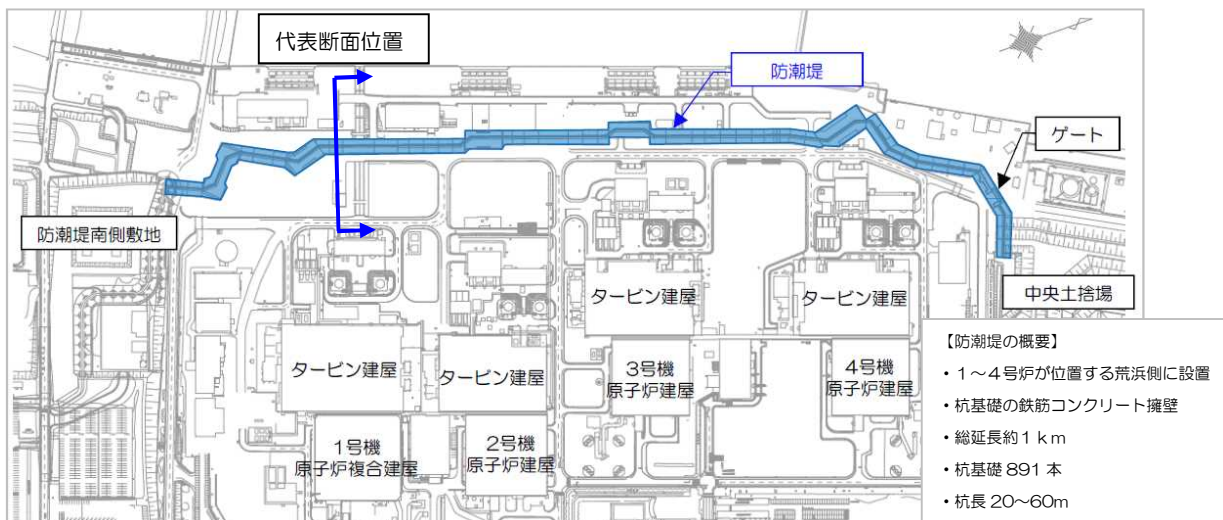 代表断面位置
防潮堤
ゲート
防潮堤南側敷地
中央土捨場
タービン建屋
タービン建屋
タービン建屋
タービン建屋
3号機
原子炉建屋
4号機
原子炉建屋
1号機
原子炉複合建屋
2号機
原子炉建屋
【防潮堤の概要】
・1～4号炉が位置する荒浜側に設置
・杭基礎の鉄筋コンクリート擁壁
・総延長約1km
・杭基礎891本
・杭長20～60m